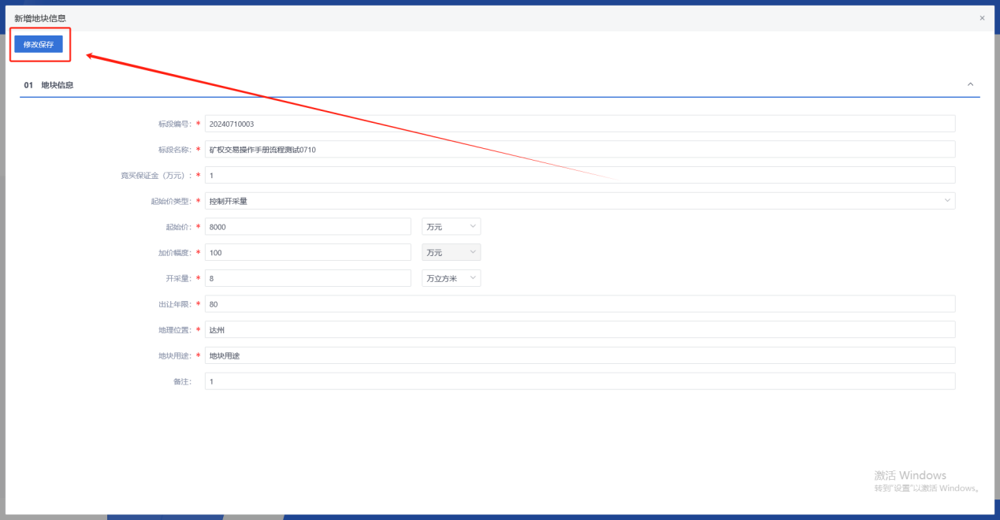 新增地块信息
×
修改保存
01 地块信息
标段编号: * 20240710003
标段名称: * 矿权交易操作手册流程测试0710
竞买保证金（万元）: * 1
起始价类型: * 控制开采量
起始价: * 8000 万元
加价幅度: * 100 万元
开采量: * 8 万立方米
出让年限: * 80
地理位置: * 达州
地块用途: * 地块用途
备注: 1
激活 Windows
转到"设置"以激活 Windows。